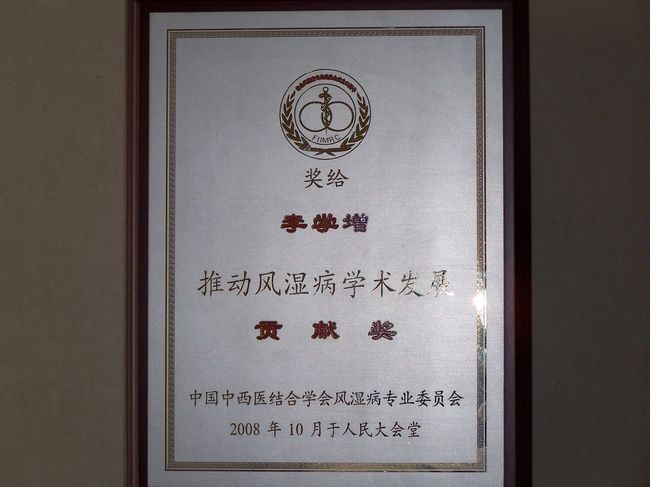 F.IIMR.C
奖给
李学增
推动风湿病学术发展
贡献奖
中国中西医结合学会风湿病专业委员会
2008 年 10 月于人民大会堂